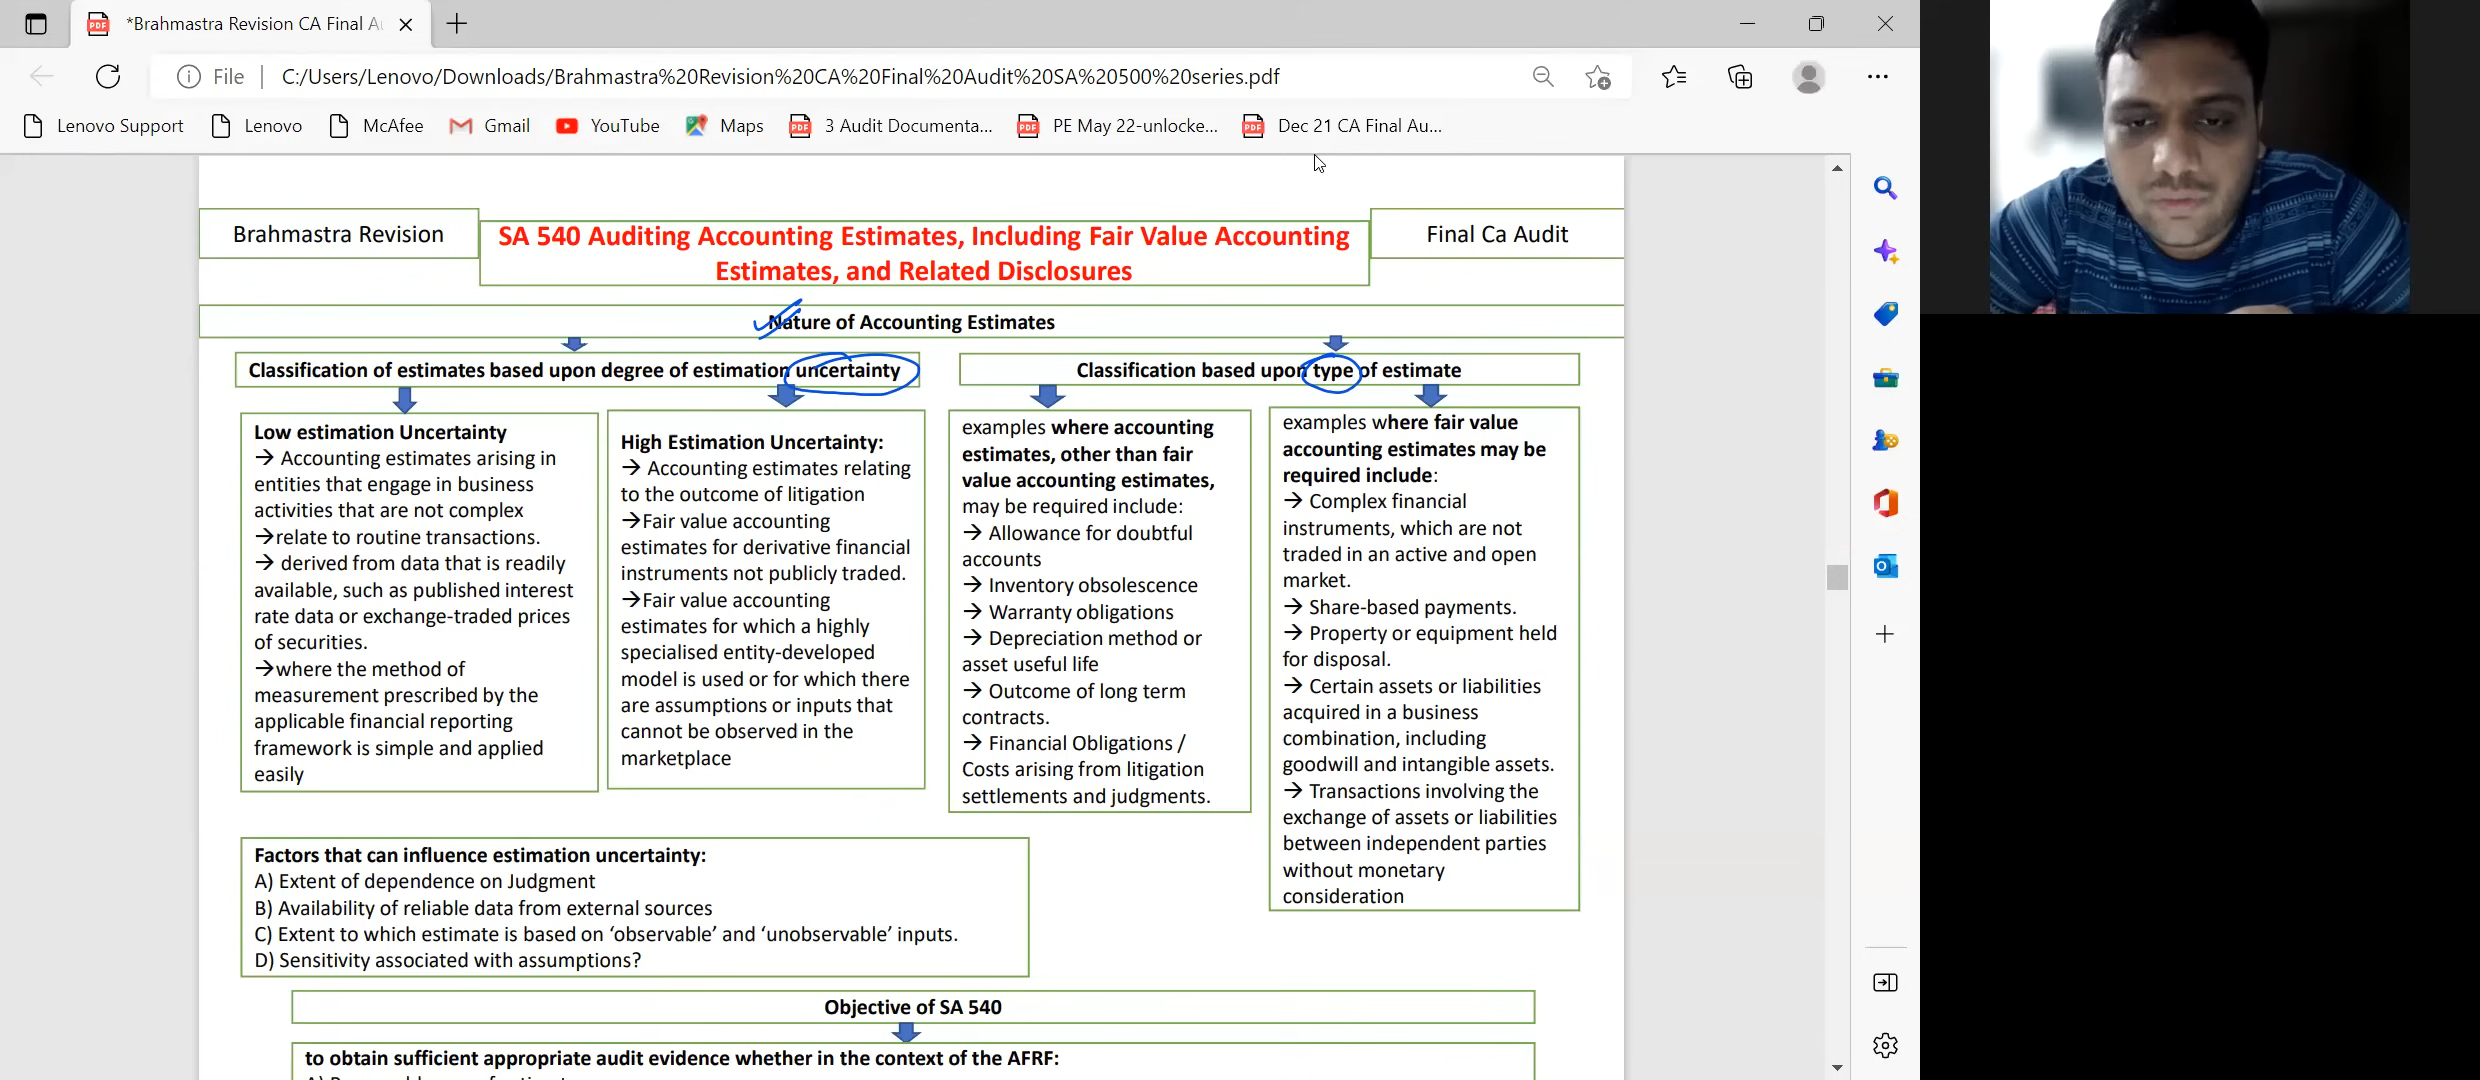 *Brahmastra Revision CA Final Au
File
C:/Users/Lenovo/Downloads/Brahmastra%20Revision%20CA%20Final%20Audit%20SA%20500%20series.pdf
Lenovo Support
Lenovo
McAfee
Gmail
YouTube
Maps
3 Audit Documenta...
PE May 22-unlocke...
Dec 21 CA Final Au...
Brahmastra Revision
SA 540 Auditing Accounting Estimates, Including Fair Value Accounting
Estimates, and Related Disclosures
Final Ca Audit
Nature of Accounting Estimates
Classification of estimates based upon degree of estimation uncertainty
Classification based upon type of estimate
Low estimation Uncertainty
→ Accounting estimates arising in
entities that engage in business
activities that are not complex
→relate to routine transactions.
→ derived from data that is readily
available, such as published interest
rate data or exchange-traded prices
of securities.
→where the method of
measurement prescribed by the
applicable financial reporting
framework is simple and applied
easily
High Estimation Uncertainty:
→ Accounting estimates relating
to the outcome of litigation
→Fair value accounting
estimates for derivative financial
instruments not publicly traded.
→Fair value accounting
estimates for which a highly
specialised entity-developed
model is used or for which there
are assumptions or inputs that
cannot be observed in the
marketplace
examples where accounting
estimates, other than fair
value accounting estimates,
may be required include:
→ Allowance for doubtful
accounts
→ Inventory obsolescence
→ Warranty obligations
→ Depreciation method or
asset useful life
→ Outcome of long term
contracts.
→ Financial Obligations /
Costs arising from litigation
settlements and judgments.
examples where fair value
accounting estimates may be
required include:
→ Complex financial
instruments, which are not
traded in an active and open
market.
→ Share-based payments.
→ Property or equipment held
for disposal.
→ Certain assets or liabilities
acquired in a business
combination, including
goodwill and intangible assets.
→ Transactions involving the
exchange of assets or liabilities
between independent parties
without monetary
consideration
Factors that can influence estimation uncertainty:
A) Extent of dependence on Judgment
B) Availability of reliable data from external sources
C) Extent to which estimate is based on ‘observable’ and ‘unobservable’ inputs.
D) Sensitivity associated with assumptions?
Objective of SA 540
to obtain sufficient appropriate audit evidence whether in the context of the AFRF: